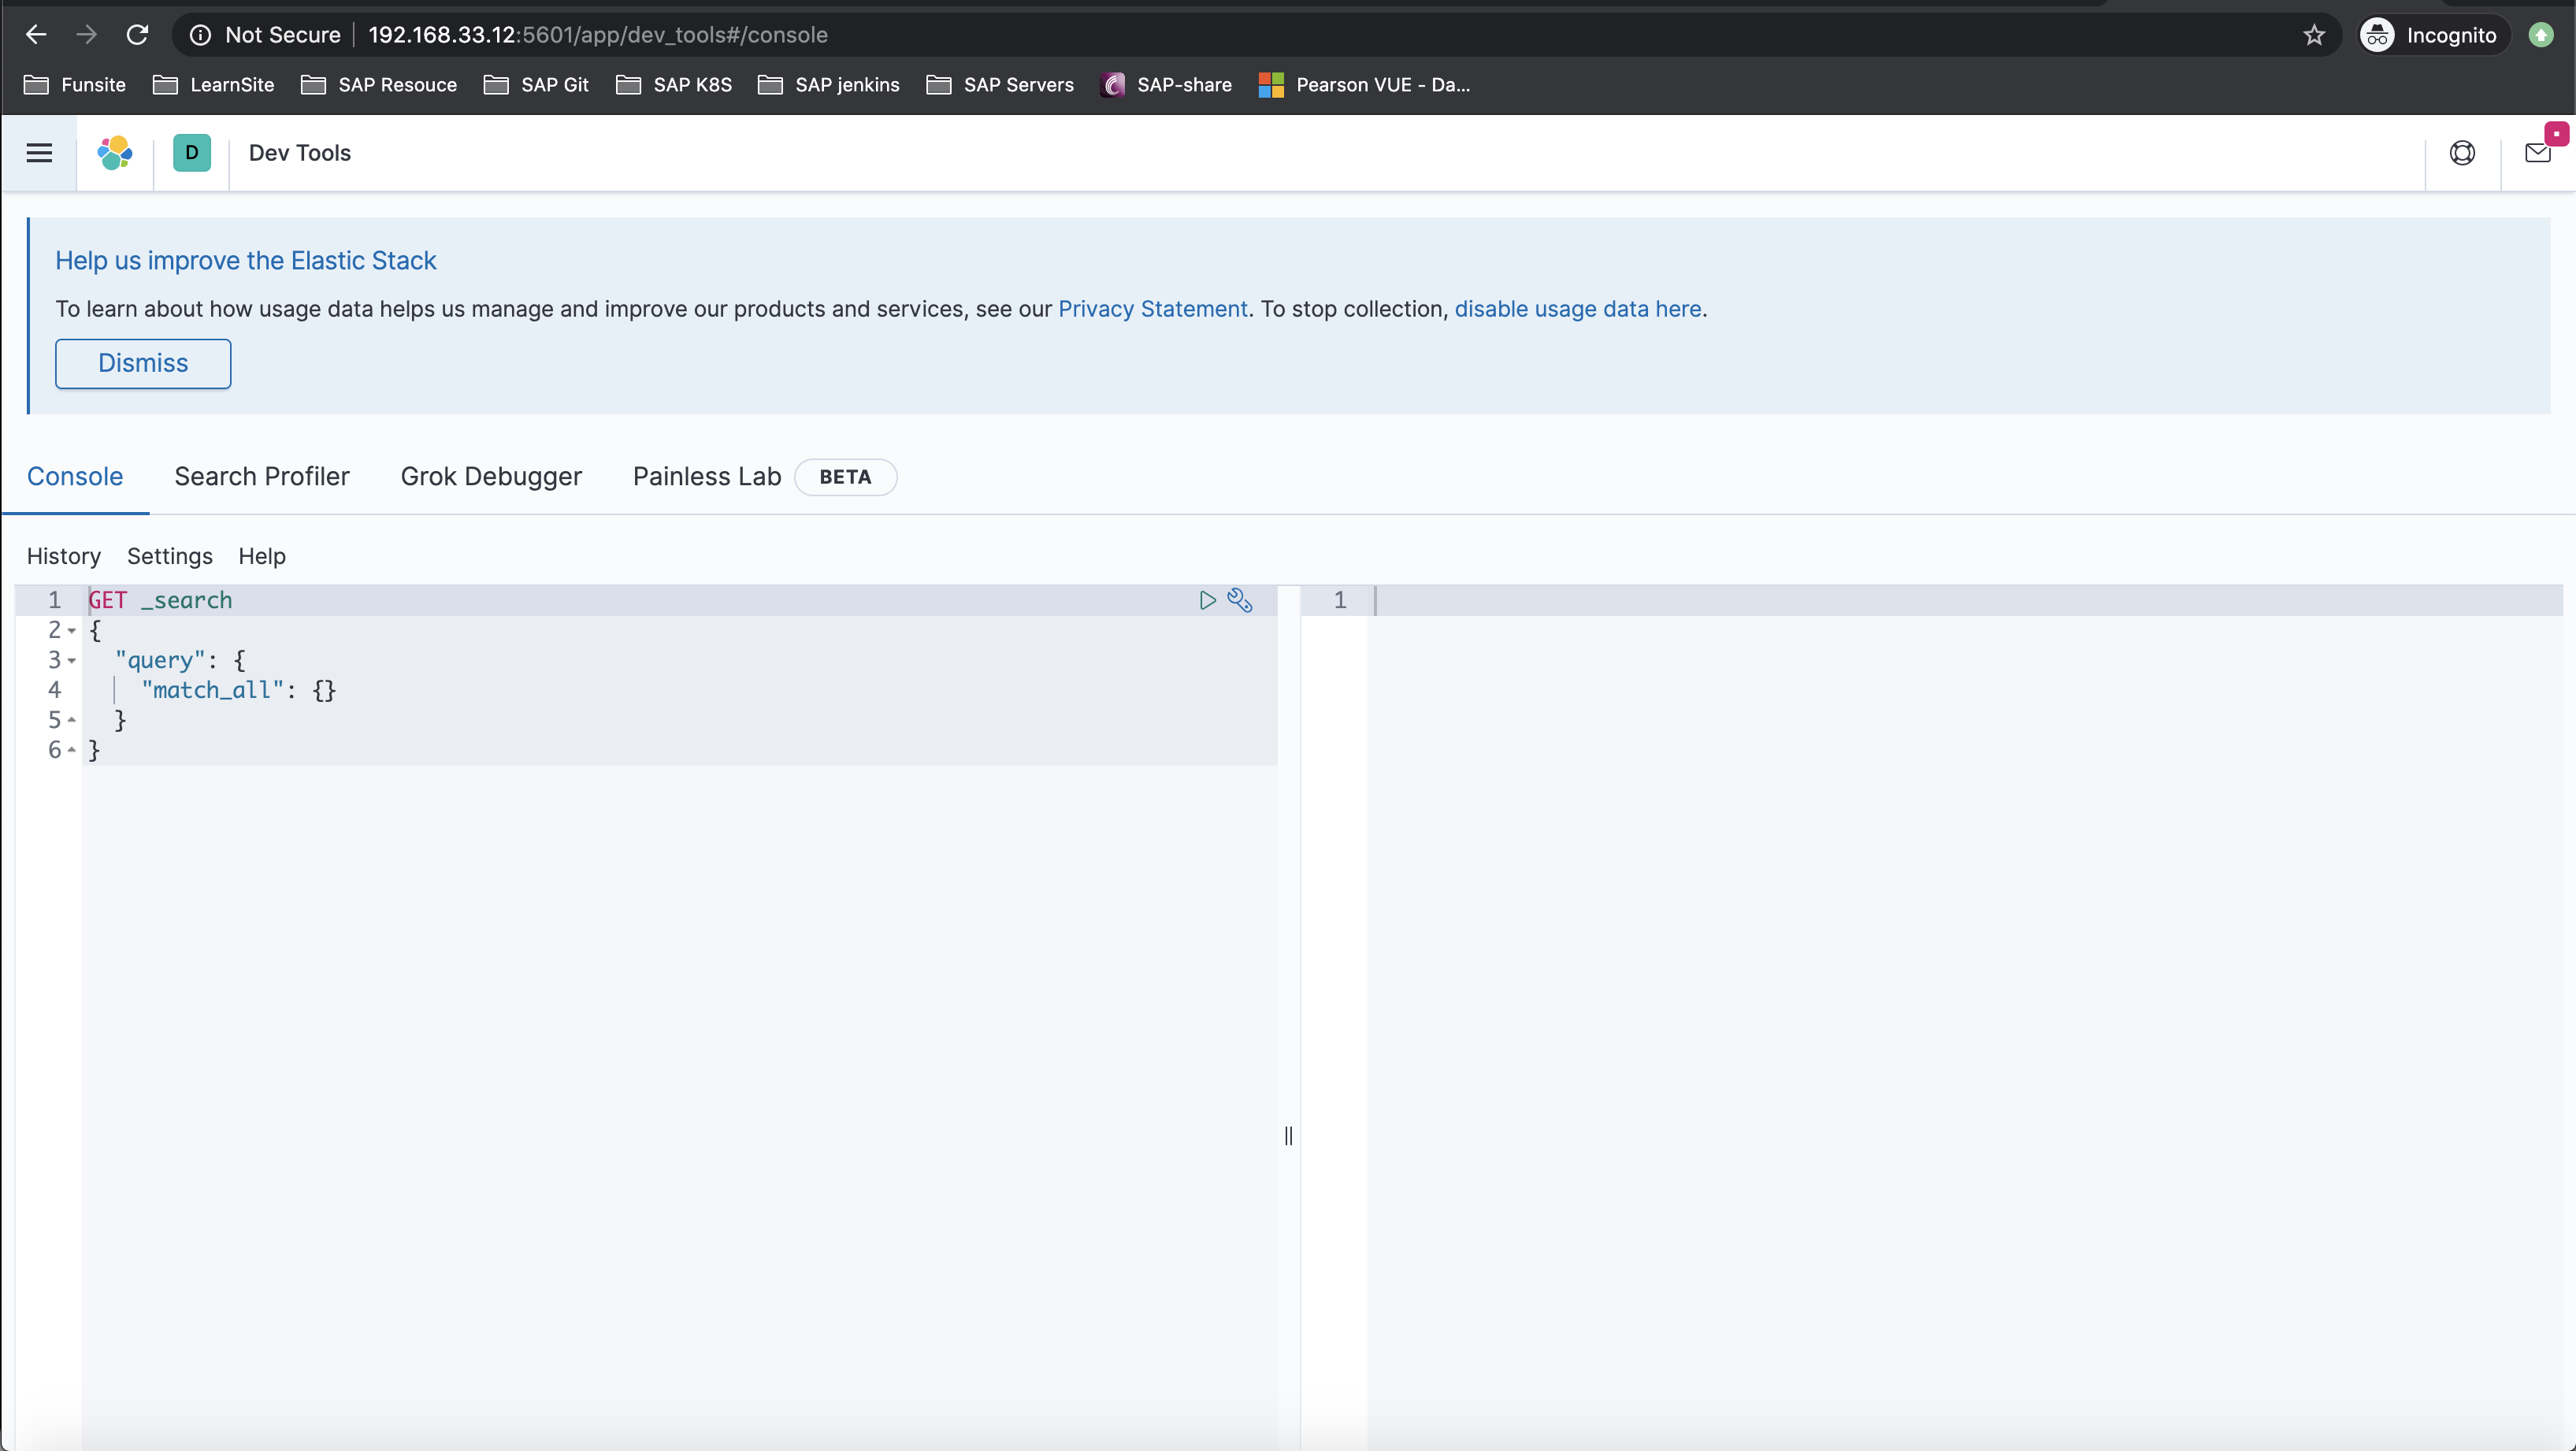 Not Secure 192.168.33.12:5601/app/dev_tools#/console Incognito
Funsite LearnSite SAP Resouce SAP Git SAP K8S SAP jenkins SAP Servers SAP-share Pearson VUE - Da...
D Dev Tools
Help us improve the Elastic Stack
To learn about how usage data helps us manage and improve our products and services, see our Privacy Statement. To stop collection, disable usage data here.
Dismiss
Console Search Profiler Grok Debugger Painless Lab BETA
History Settings Help
1 GET _search 1
2 {
3 "query": {
4 "match_all": {}
5 }
6 }